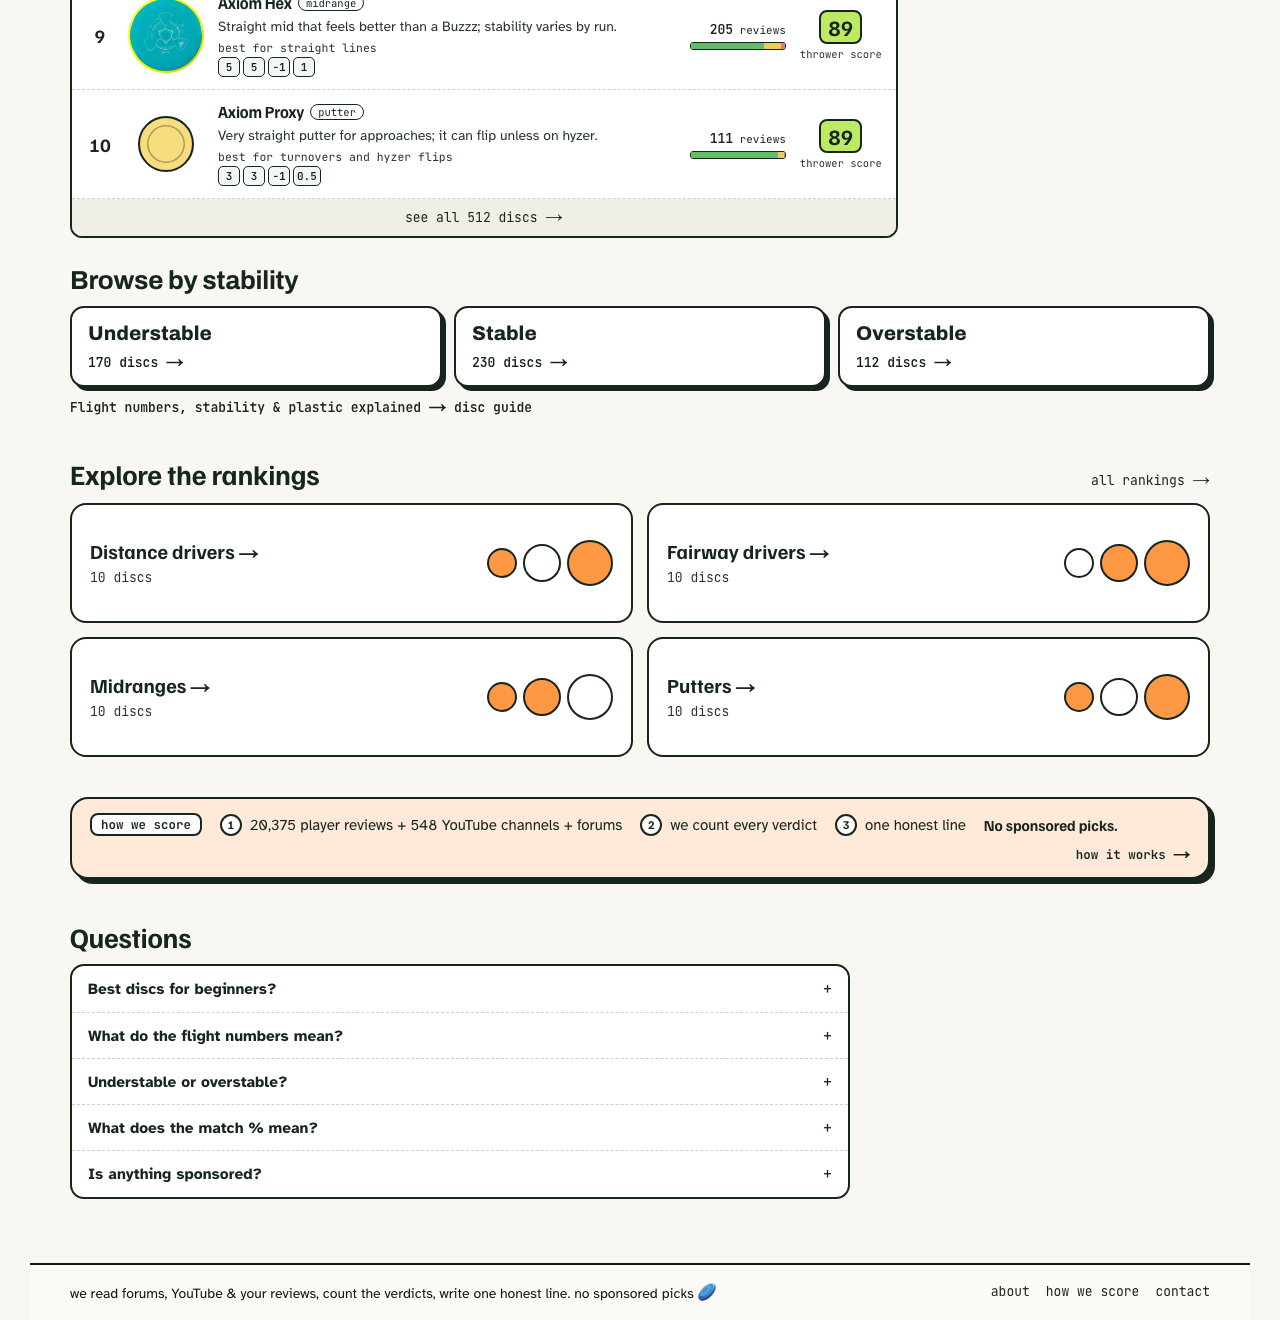 Axiom Hex midrange
9
Straight mid that feels better than a Buzzz; stability varies by run.
best for straight lines
5 5 -1 1
205 reviews
89
thrower score
Axiom Proxy putter
10
Very straight putter for approaches; it can flip unless on hyzer.
best for turnovers and hyzer flips
3 3 -1 0.5
111 reviews
89
thrower score
see all 512 discs →
Browse by stability
Understable
170 discs →
Stable
230 discs →
Overstable
112 discs →
Flight numbers, stability & plastic explained → disc guide
Explore the rankings
all rankings →
Distance drivers →
10 discs
Fairway drivers →
10 discs
Midranges →
10 discs
Putters →
10 discs
how we score 1 20,375 player reviews + 548 YouTube channels + forums 2 we count every verdict 3 one honest line No sponsored picks.
how it works →
Questions
Best discs for beginners? +
What do the flight numbers mean? +
Understable or overstable? +
What does the match % mean? +
Is anything sponsored? +
we read forums, YouTube & your reviews, count the verdicts, write one honest line. no sponsored picks
about how we score contact